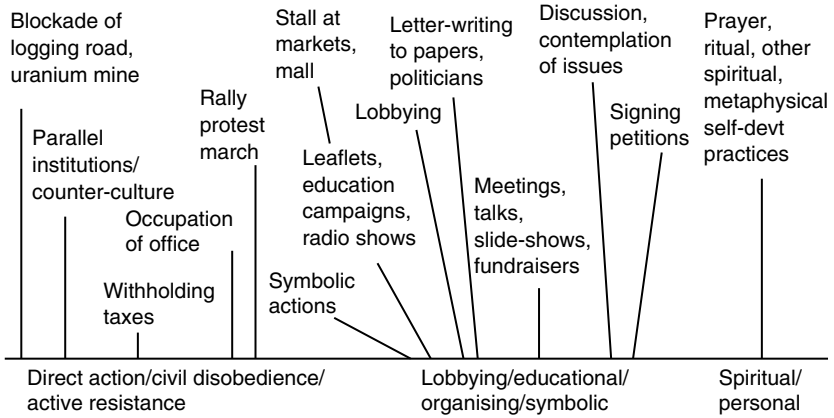 Blockade of
logging road,
uranium mine
Parallel
institutions/
counter-culture
Withholding
taxes
Occupation
of office
Rally
protest
march
Stall at
markets,
mall
Leaflets,
education
campaigns,
radio shows
Symbolic
actions
Letter-writing
to papers,
politicians
Lobbying
Meetings,
talks,
slide-shows,
fundraisers
Discussion,
contemplation
of issues
Signing
petitions
Prayer,
ritual, other
spiritual,
metaphysical
self-devt
practices
Direct action/civil disobedience/
active resistance
Lobbying/educational/
organising/symbolic
Spiritual/
personal